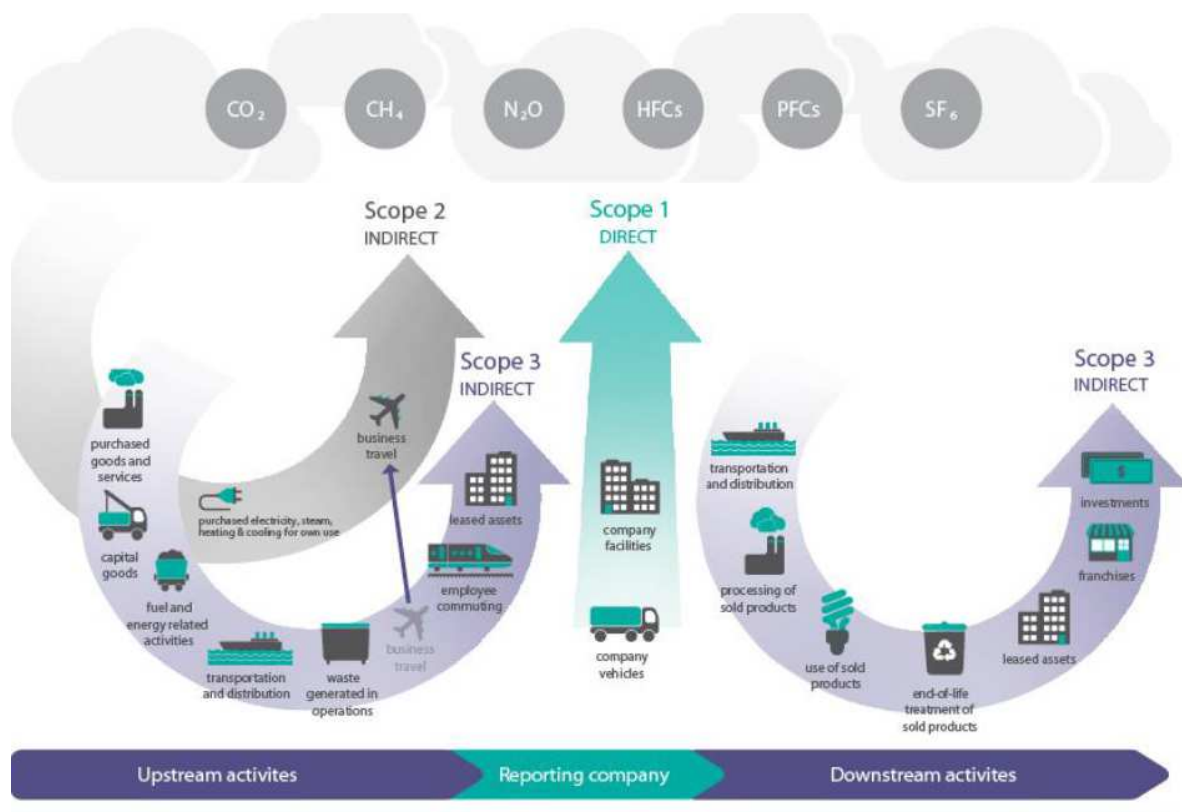 CO₂
CH₄
N₂O
HFCs
PFCs
SF₆
Scope 2
INDIRECT
Scope 1
DIRECT
Scope 3
INDIRECT
Scope 3
INDIRECT
purchased
goods and
services
capital
goods
fuel and
energy related
activities
purchased electricity, steam,
heating & cooling for own use
business
travel
transportation
and distribution
waste
generated in
operations
business
travel
employee
commuting
leased assets
company
facilities
company
vehicles
transportation
and distribution
processing of
sold products
use of sold
products
end-of-life
treatment of
sold products
leased assets
franchises
$
investments
Upstream activites
Reporting company
Downstream activites